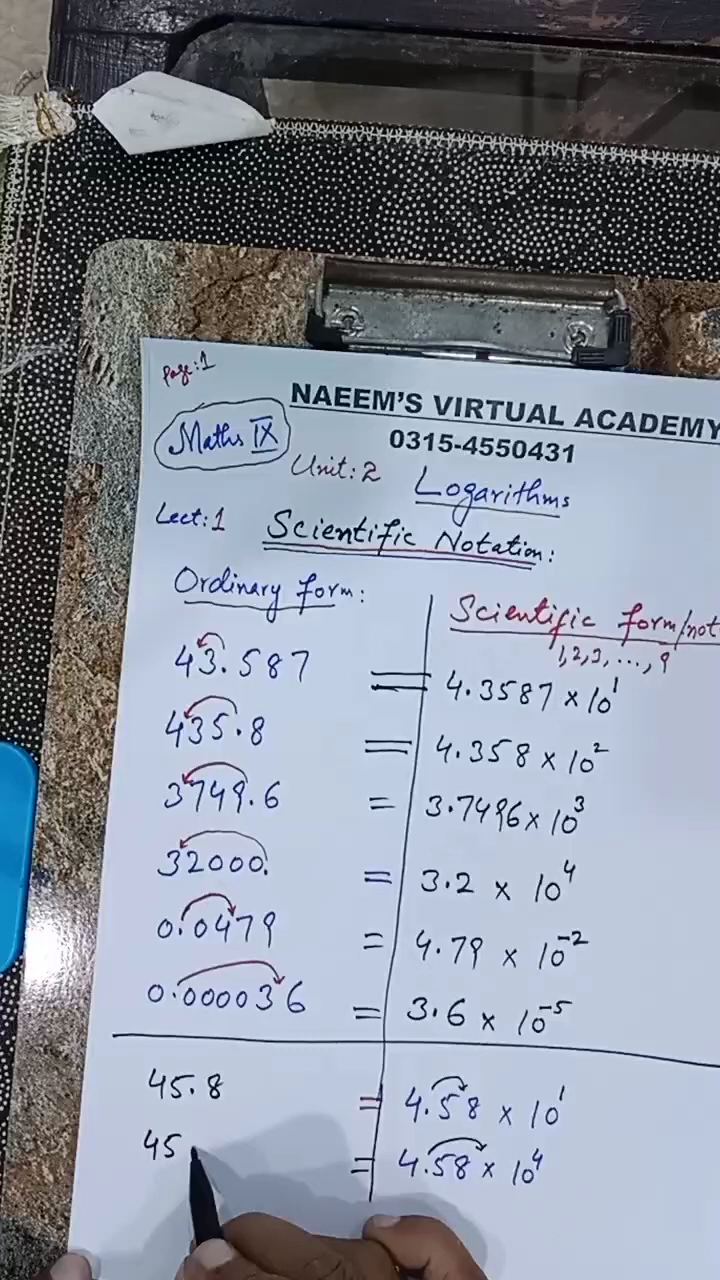 Page:1
NAEEM'S VIRTUAL ACADEMY
Maths IX
0315-4550431
Unit:2 Logarithms
Lect:1 Scientific Notation:
Ordinary form: Scientific form/not
1,2,3,...,9
43.587 = 4.3587 × 10¹
435.8 = 4.358 × 10²
3749.6 = 3.7496 × 10³
32000. = 3.2 × 10⁴
0.0479 = 4.79 × 10⁻²
0.000036 = 3.6 × 10⁻⁵
45.8 = 4.58 × 10¹
45 = 4.58 × 10⁴